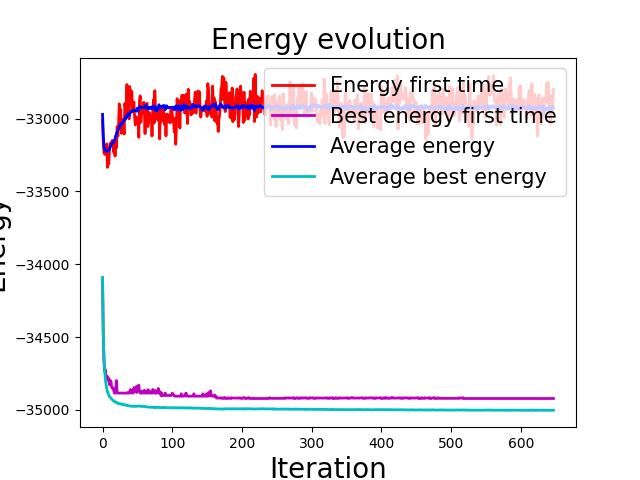 Energy evolution
Energy
−33000
−33500
−34000
−34500
−35000
Energy first time
Best energy first time
Average energy
Average best energy
0 100 200 300 400 500 600
Iteration